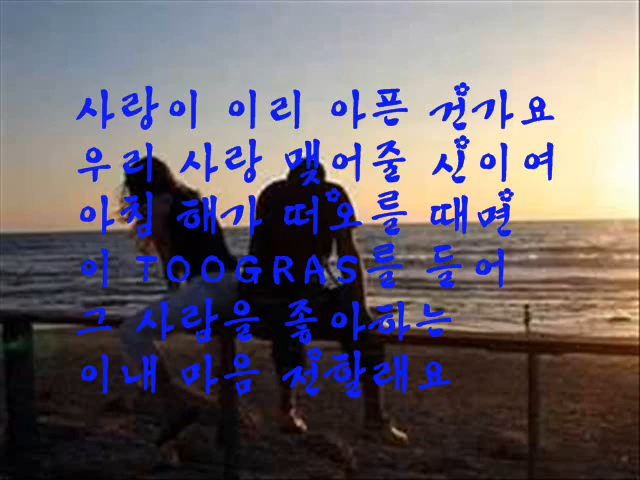 사랑이 이리 아픈 건가요
우리 사랑 맺어줄 신이여
아침 해가 떠오를 때면
이 TOOGRAS를 들어
그 사람을 좋아하는
이내 마음 전할래요